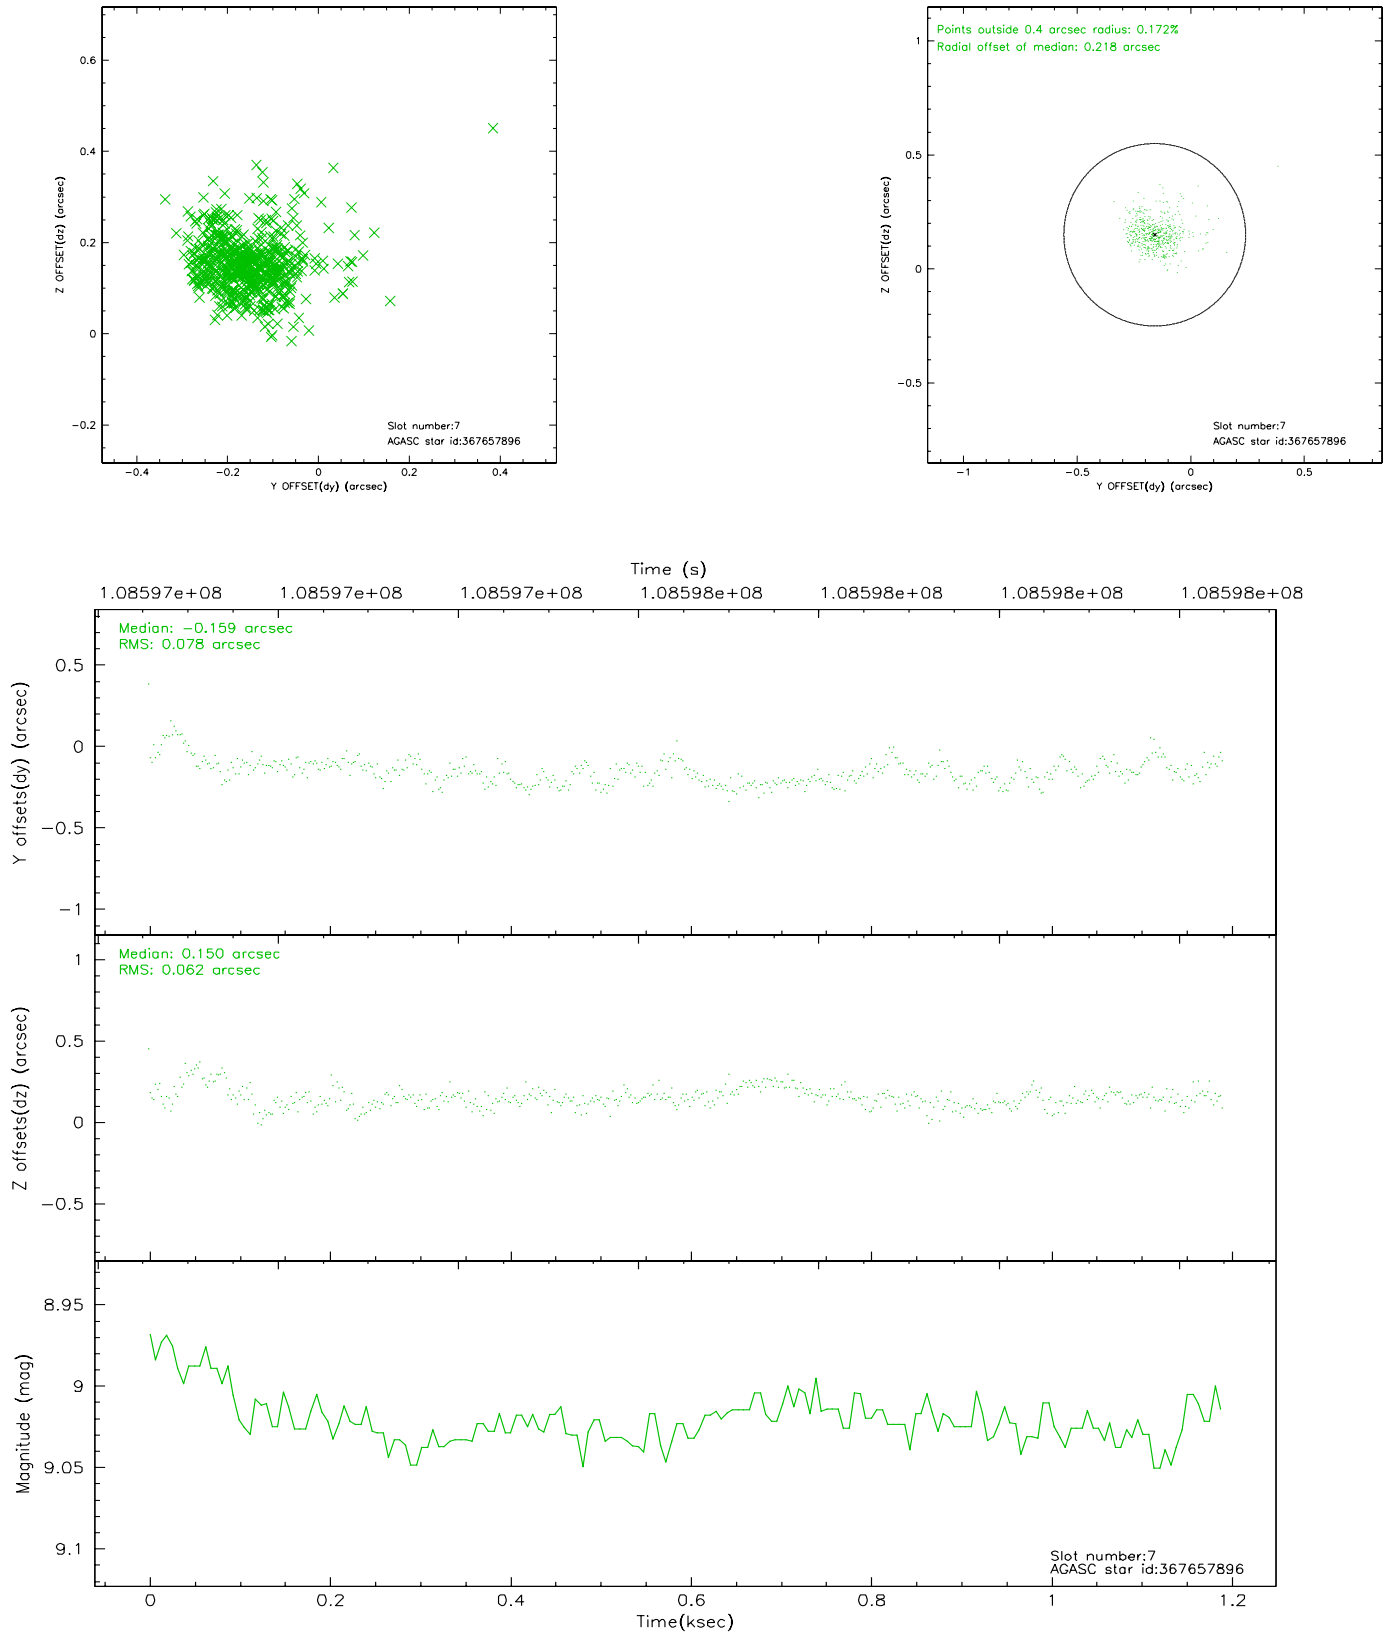 0.6
0.4
0.2
0
−0.2
Z OFFSET(dz) (arcsec)
Slot number:7
AGASC star id:367657896
−0.4 −0.2 0 0.2 0.4
Y OFFSET(dy) (arcsec)
Points outside 0.4 arcsec radius: 0.172%
Radial offset of median: 0.218 arcsec
1
0.5
0
−0.5
Z OFFSET(dz) (arcsec)
Slot number:7
AGASC star id:367657896
−1 −0.5 0 0.5
Y OFFSET(dy) (arcsec)
Time (s)
1.08597e+08 1.08597e+08 1.08597e+08 1.08598e+08 1.08598e+08 1.08598e+08 1.08598e+08
Median: −0.159 arcsec
RMS: 0.078 arcsec
0.5
0
−0.5
−1
Y offsets(dy) (arcsec)
Median: 0.150 arcsec
RMS: 0.062 arcsec
1
0.5
0
−0.5
Z offsets(dz) (arcsec)
8.95
9
9.05
9.1
Magnitude (mag)
Slot number:7
AGASC star id:367657896
0 0.2 0.4 0.6 0.8 1 1.2
Time(ksec)